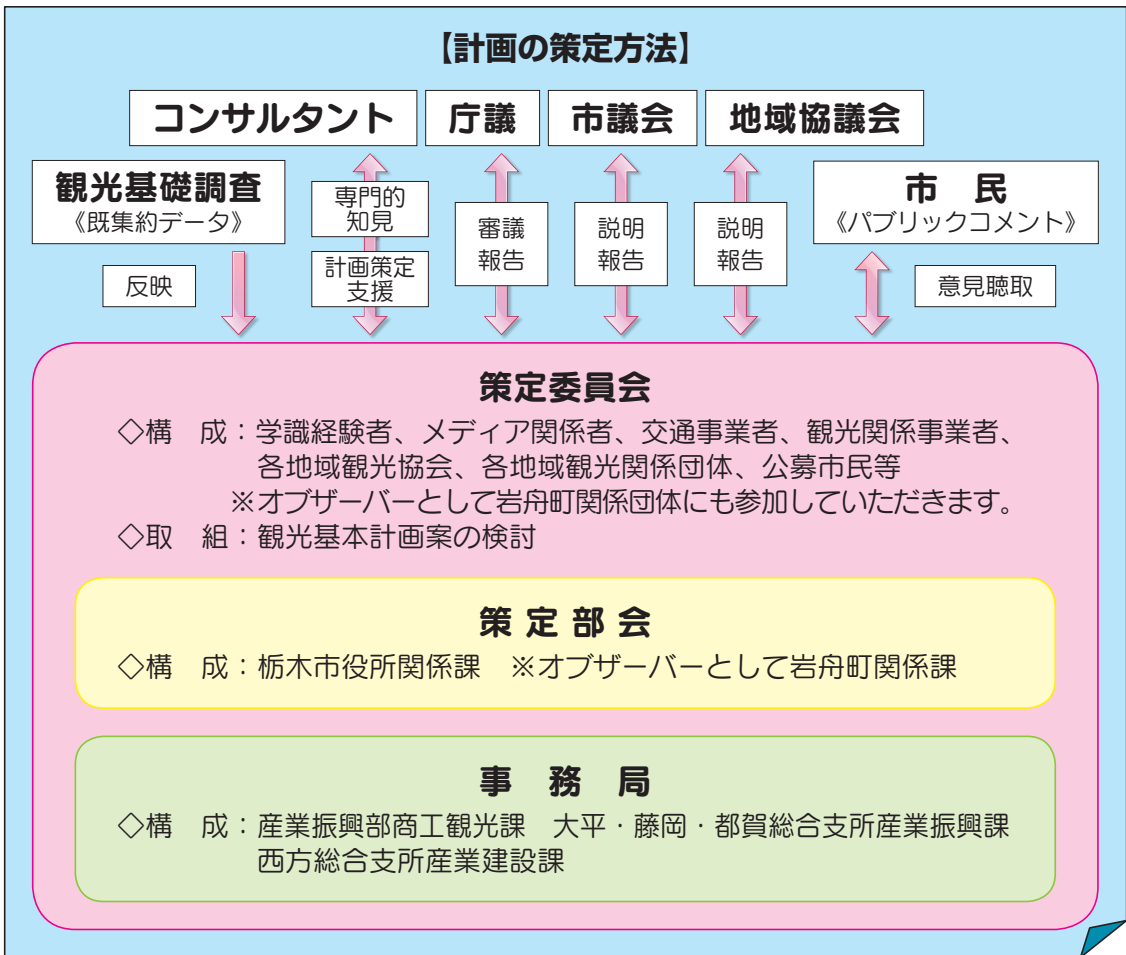 【計画の策定方法】
コンサルタント
庁議
市議会
地域協議会
観光基礎調査
《既集約データ》
市　民
《パブリックコメント》
反映
専門的
知見
計画策定
支援
審議
報告
説明
報告
説明
報告
意見聴取
策定委員会
◇構　成：学識経験者、メディア関係者、交通事業者、観光関係事業者、
各地域観光協会、各地域観光関係団体、公募市民等
※オブザーバーとして岩舟町関係団体にも参加していただきます。
◇取　組：観光基本計画案の検討
策 定 部 会
◇構　成：栃木市役所関係課　※オブザーバーとして岩舟町関係課
事　務　局
◇構　成：産業振興部商工観光課　大平・藤岡・都賀総合支所産業振興課
西方総合支所産業建設課